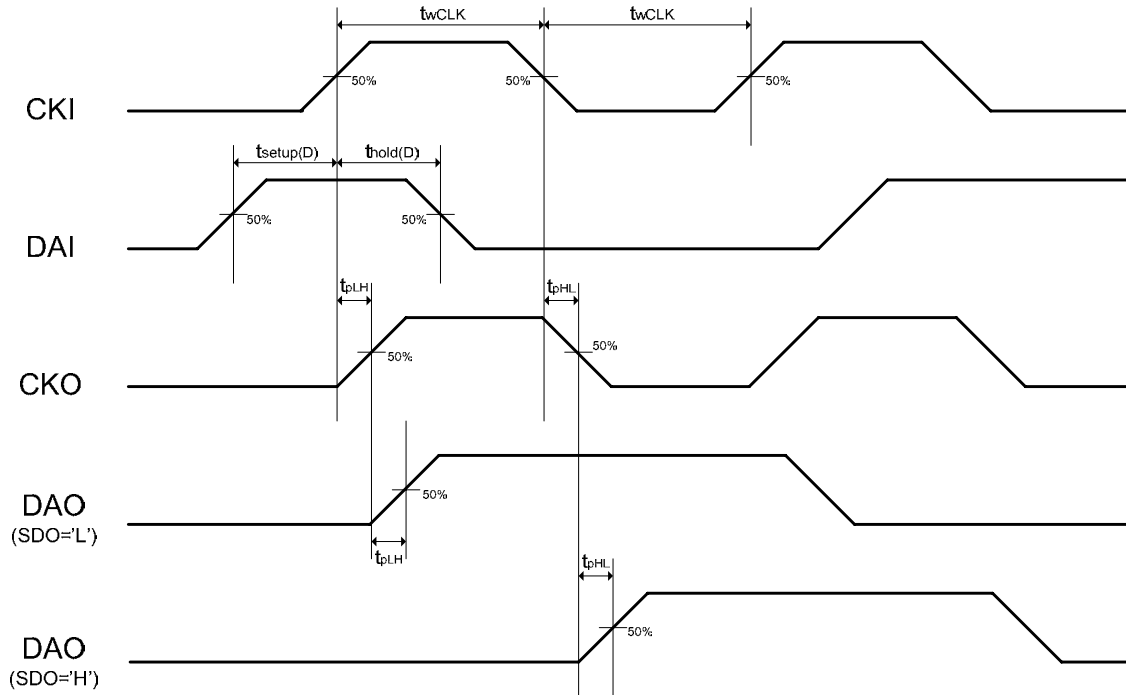 twCLK twCLK
50% 50% 50%
CKI
tsetup(D) thold(D)
50% 50%
DAI
tpLH tpHL
50% 50%
CKO
50%
DAO
(SDO='L')
tpLH
tpHL
50%
DAO
(SDO='H')